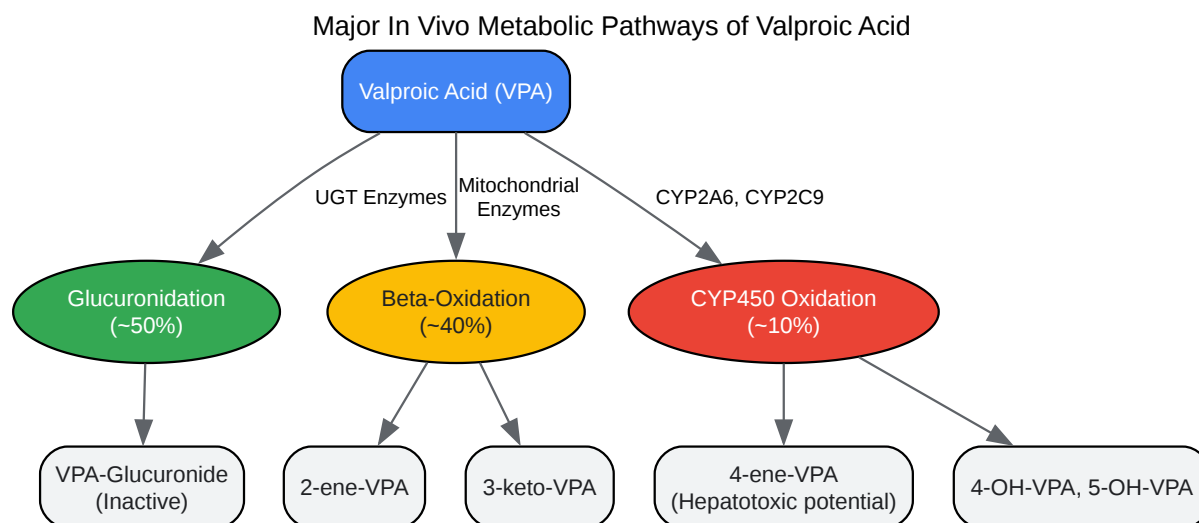 Major In Vivo Metabolic Pathways of Valproic Acid
Valproic Acid (VPA)
UGT Enzymes
Mitochondrial
Enzymes
CYP2A6, CYP2C9
Glucuronidation
(~50%)
Beta-Oxidation
(~40%)
CYP450 Oxidation
(~10%)
VPA-Glucuronide
(Inactive)
2-ene-VPA
3-keto-VPA
4-ene-VPA
(Hepatotoxic potential)
4-OH-VPA, 5-OH-VPA